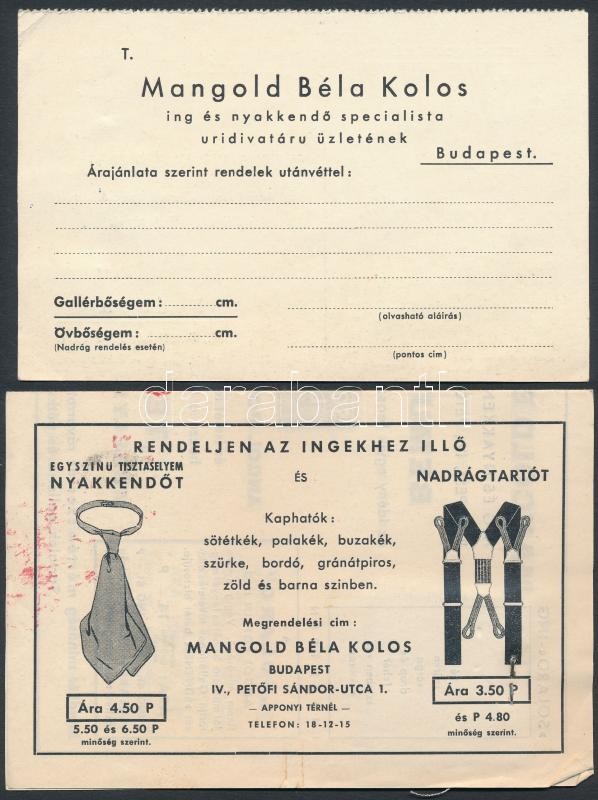 T.
Mangold Béla Kolos
ing és nyakkendő specialista
uridivatáru üzletének
Budapest.
Árajánlata szerint rendelek utánvéttel:
Gallérbőségem: cm.
(olvasható aláirás)
Övbőségem: cm.
(Nadrág rendelés esetén)
(pontos cim)
darabanth
RENDELJEN AZ INGEKHEZ ILLŐ
EGYSZINÜ TISZTASELYEM
NYAKKENDŐT
ÉS
NADRÁGTARTÓT
Kaphatók:
sötétkék, palakék, buzakék,
szürke, bordó, gránátpiros,
zöld és barna szinben.
Megrendelési cim:
MANGOLD BÉLA KOLOS
BUDAPEST
IV., PETŐFI SÁNDOR-UTCA 1.
— APPONYI TÉRNÉL —
TELEFON: 18-12-15
Ára 4.50 P
5.50 és 6.50 P
minőség szerint.
Ára 3.50 P
és P 4.80
minőség szerint.